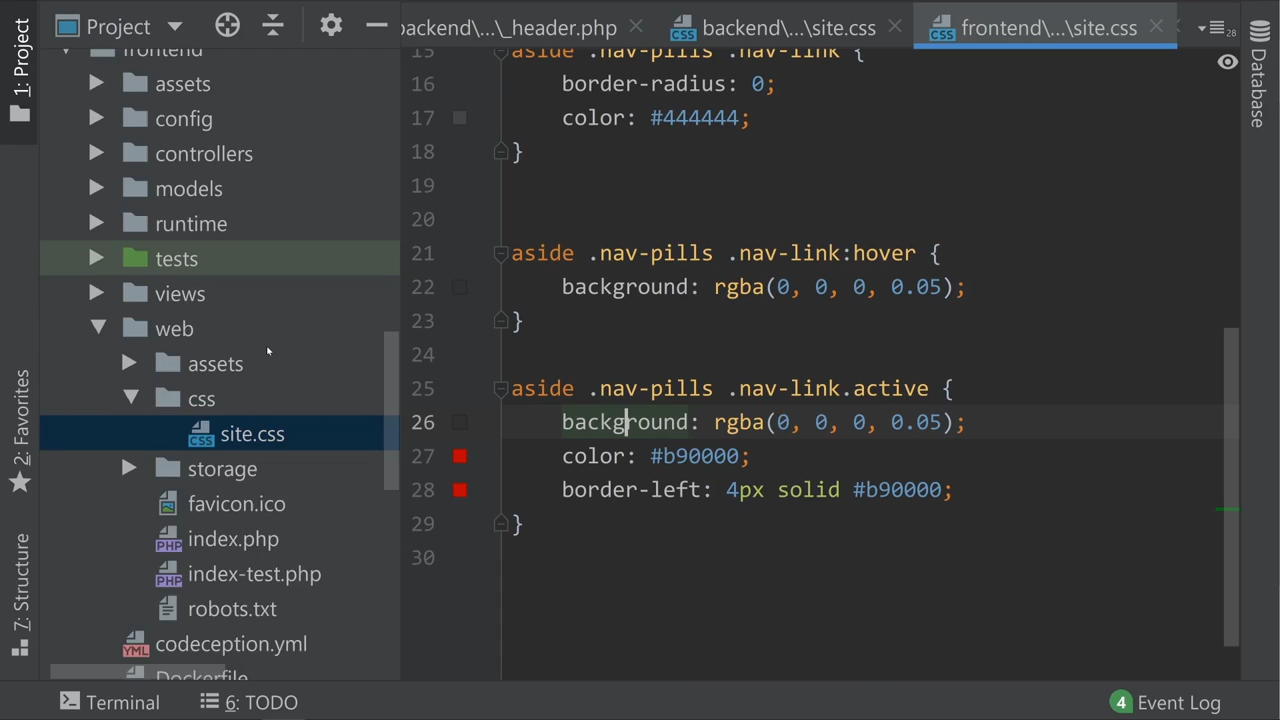 1: Project
2: Favorites
7: Structure
Project
frontend
assets
config
controllers
models
runtime
tests
views
web
assets
css
site.css
storage
favicon.ico
index.php
index-test.php
robots.txt
codeception.yml
Dockerfile
backend\...\_header.php
backend\...\site.css
frontend\...\site.css
28
15 aside .nav-pills .nav-link {
16 border-radius: 0;
17 color: #444444;
18 }
19
20
21 aside .nav-pills .nav-link:hover {
22 background: rgba(0, 0, 0, 0.05);
23 }
24
25 aside .nav-pills .nav-link.active {
26 background: rgba(0, 0, 0, 0.05);
27 color: #b90000;
28 border-left: 4px solid #b90000;
29 }
30
Database
Terminal
6: TODO
4 Event Log